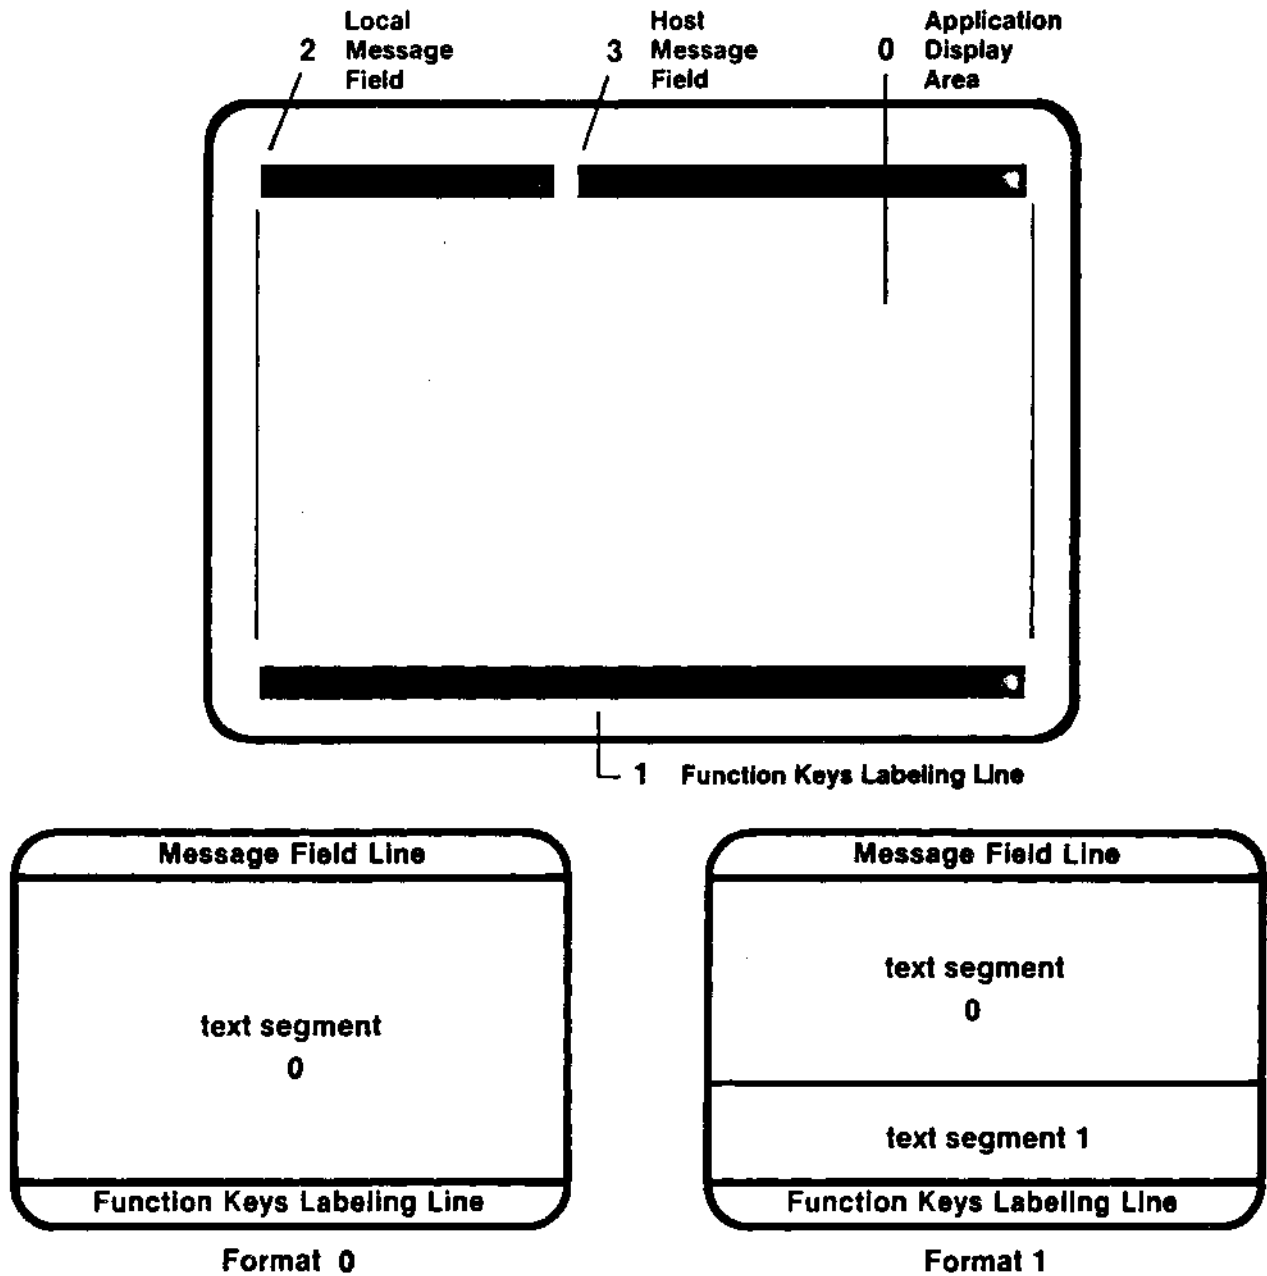 2 Local Message Field
3 Host Message Field
0 Application Display Area
1 Function Keys Labeling Line
Message Field Line
text segment
0
Function Keys Labeling Line
Format 0
Message Field Line
text segment
0
text segment 1
Function Keys Labeling Line
Format 1